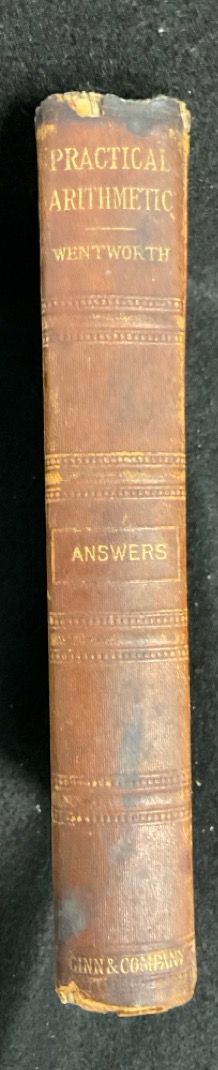 PRACTICAL
ARITHMETIC
WENTWORTH
ANSWERS
GINN & COMPANY